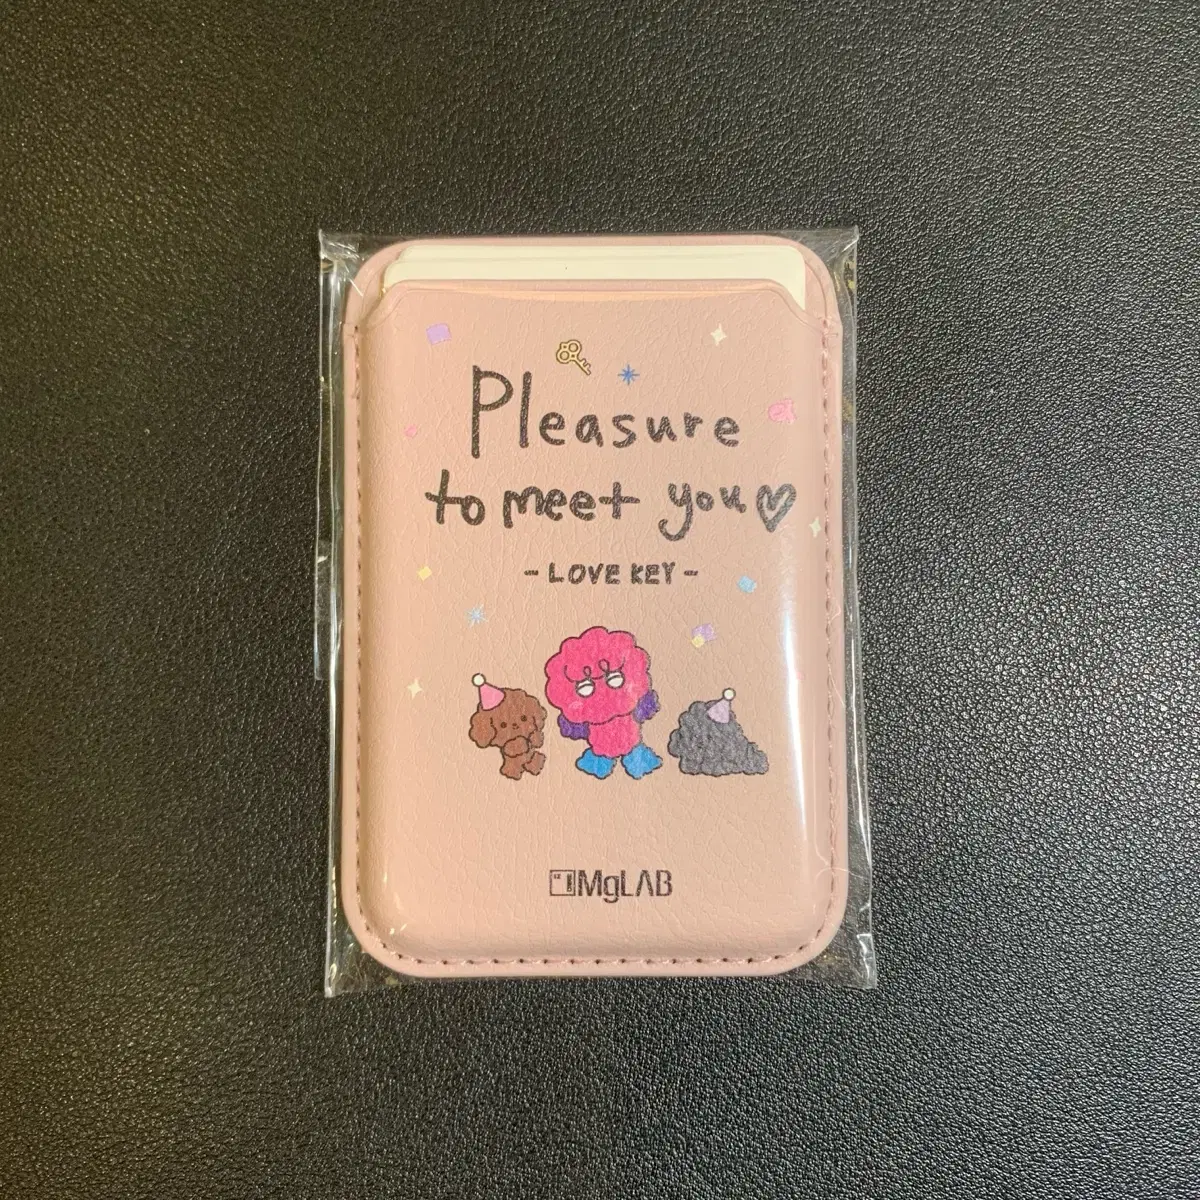 Pleasure
to meet you♡
- LOVE KEY -
MgLAB